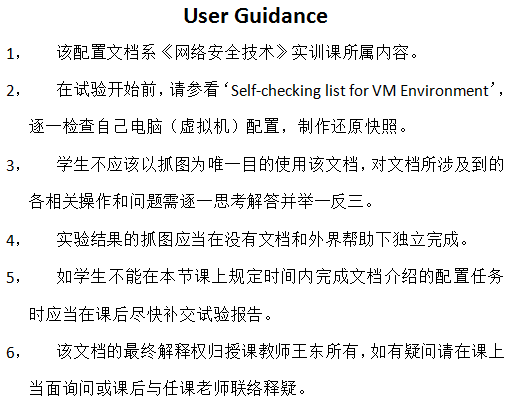 User Guidance
1， 该配置文档系《网络安全技术》实训课所属内容。
2， 在试验开始前，请参看‘Self-checking list for VM Environment’，
逐一检查自己电脑（虚拟机）配置，制作还原快照。
3， 学生不应该以抓图为唯一目的使用该文档，对文档所涉及到的
各相关操作和问题需逐一思考解答并举一反三。
4， 实验结果的抓图应当在没有文档和外界帮助下独立完成。
5， 如学生不能在本节课上规定时间内完成文档介绍的配置任务
时应当在课后尽快补交试验报告。
6， 该文档的最终解释权归授课教师王东所有，如有疑问请在课上
当面询问或课后与任课老师联络释疑。